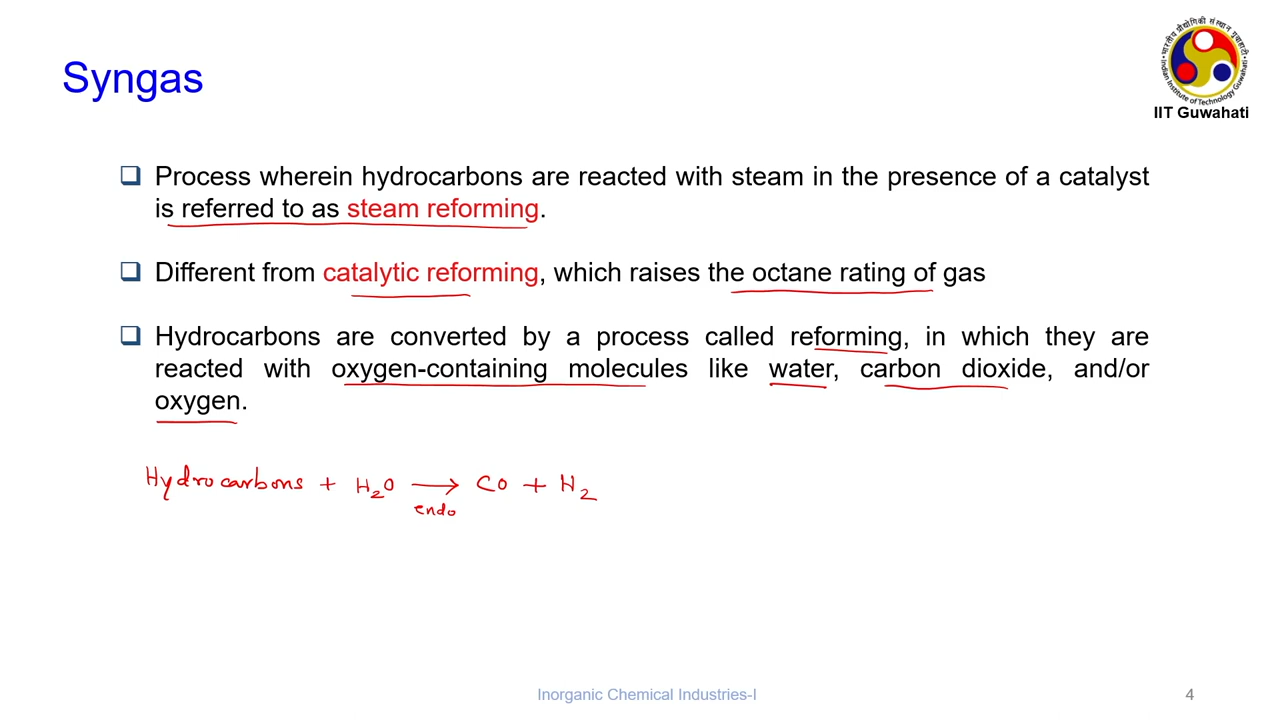 Syngas
IIT Guwahati
❑ Process wherein hydrocarbons are reacted with steam in the presence of a catalyst
is referred to as steam reforming.
❑ Different from catalytic reforming, which raises the octane rating of gas
❑ Hydrocarbons are converted by a process called reforming, in which they are
reacted with oxygen-containing molecules like water, carbon dioxide, and/or
oxygen.
Hydrocarbons + H₂O ⟶ CO + H₂
endo
Inorganic Chemical Industries-I
4